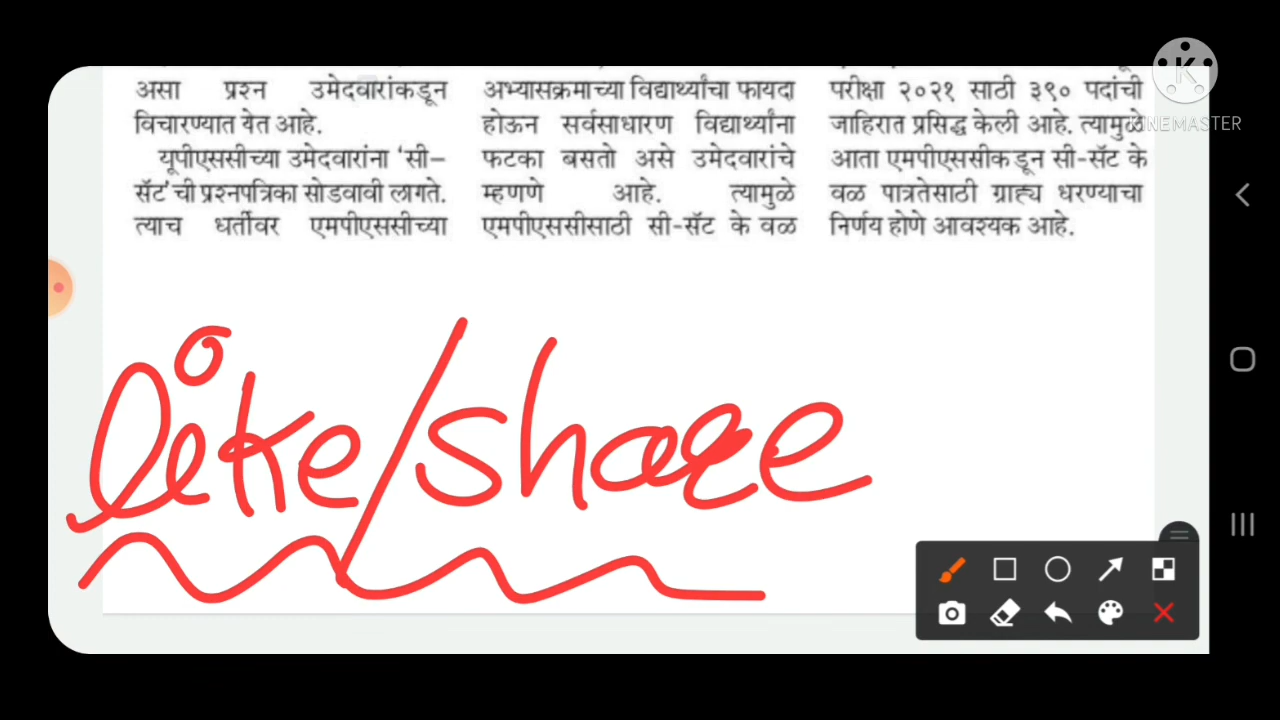 असा प्रश्न उमेदवारांकडून
विचारण्यात येत आहे.
यूपीएससीच्या उमेदवारांना 'सी-
सॅट'ची प्रश्नपत्रिका सोडवावी लागते.
त्याच धर्तीवर एमपीएससीच्या
अभ्यासक्रमाच्या विद्यार्थ्यांचा फायदा
होऊन सर्वसाधारण विद्यार्थ्यांना
फटका बसतो असे उमेदवारांचे
म्हणणे आहे. त्यामुळे
एमपीएससीसाठी सी-सॅट के वळ
परीक्षा २०२१ साठी ३९० पदांची
जाहिरात प्रसिद्ध केली आहे. त्यामुळे
आता एमपीएससीकडून सी-सॅट के
वळ पात्रतेसाठी ग्राह्य धरण्याचा
निर्णय होणे आवश्यक आहे.
K
KINEMASTER
like/share